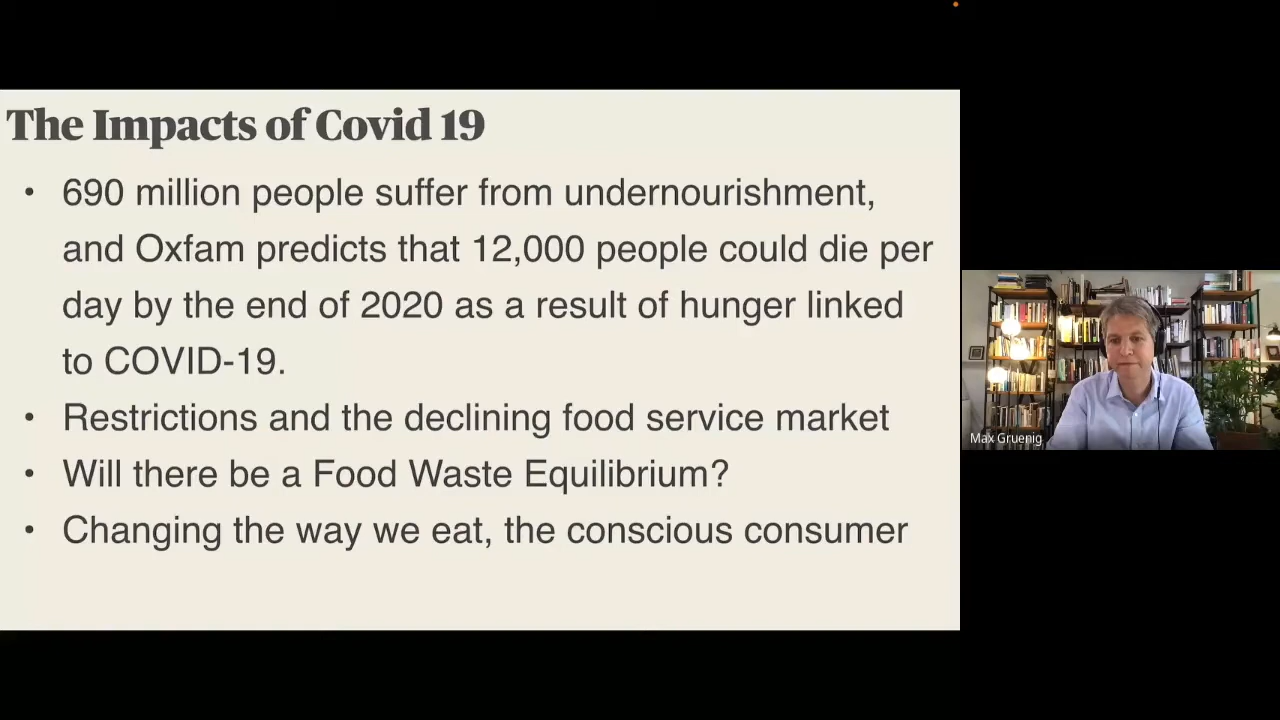 The Impacts of Covid 19
• 690 million people suffer from undernourishment,
and Oxfam predicts that 12,000 people could die per
day by the end of 2020 as a result of hunger linked
to COVID-19.
• Restrictions and the declining food service market
• Will there be a Food Waste Equilibrium?
• Changing the way we eat, the conscious consumer
Max Gruenig